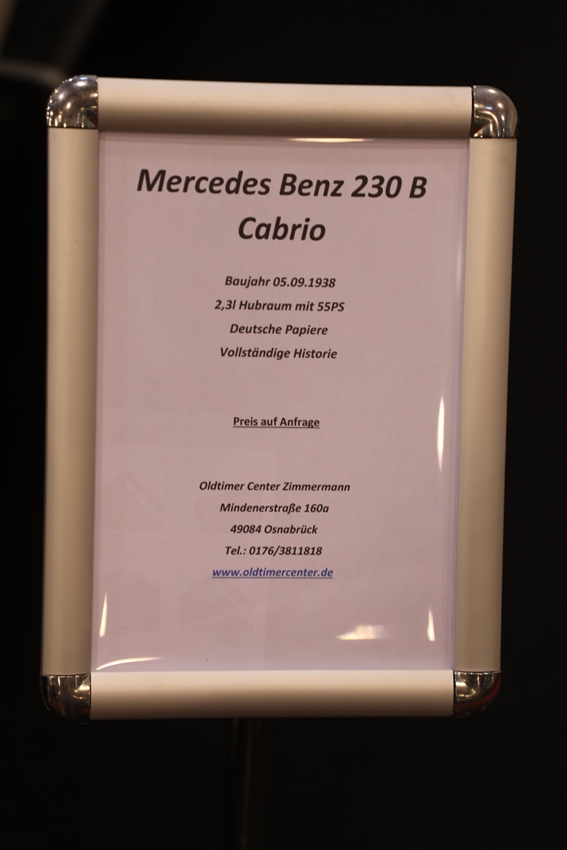 Mercedes Benz 230 B
Cabrio
Baujahr 05.09.1938
2,3l Hubraum mit 55PS
Deutsche Papiere
Vollständige Historie
Preis auf Anfrage
Oldtimer Center Zimmermann
Mindenerstraße 160a
49084 Osnabrück
Tel.: 0176/3811818
www.oldtimercenter.de